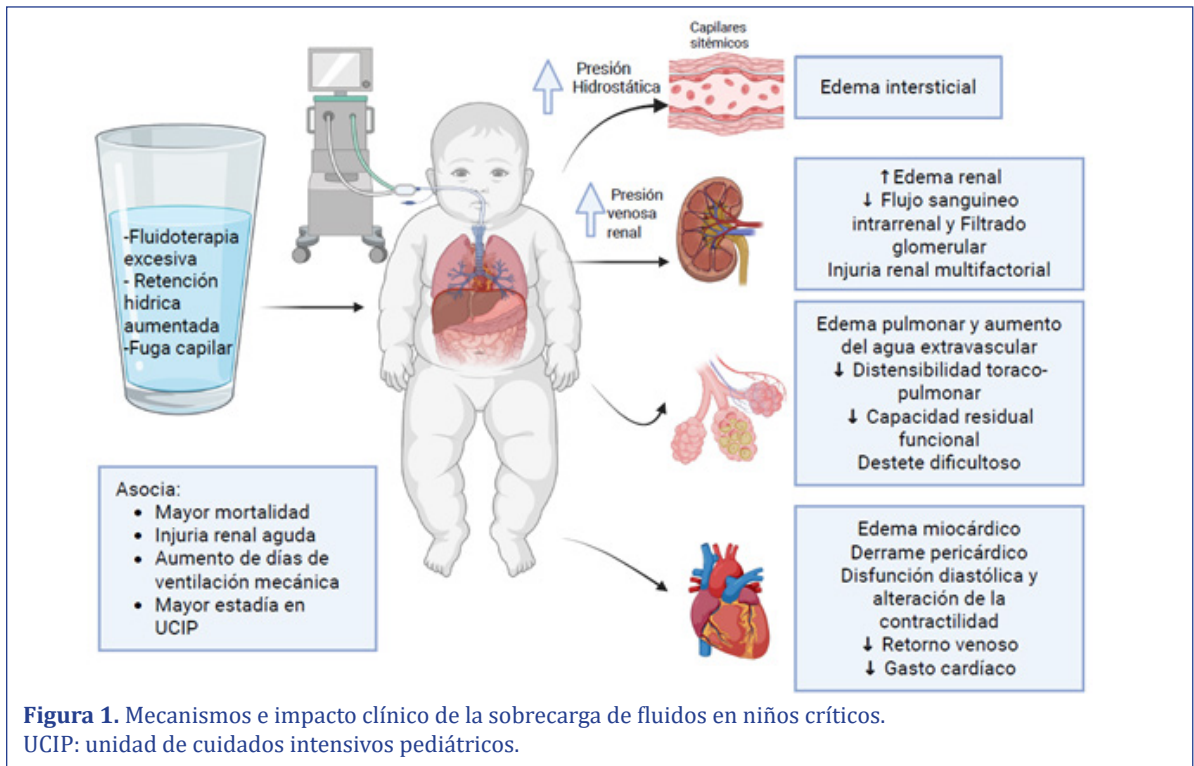 -Fluidoterapia
excesiva
- Retención
hidrica
aumentada
-Fuga capilar
Asocia:
• Mayor mortalidad
• Injuria renal aguda
• Aumento de días de
ventilación mecánica
• Mayor estadía en
UCIP
Presión
Hidrostática
Capilares
sitémicos
Edema intersticial
Presión
venosa
renal
↑ Edema renal
↓ Flujo sanguineo
intrarrenal y Filtrado
glomerular
Injuria renal multifactorial
Edema pulmonar y aumento
del agua extravascular
↓ Distensibilidad toraco-
pulmonar
↓ Capacidad residual
funcional
Destete dificultoso
Edema miocárdico
Derrame pericárdico
Disfunción diastólica y
alteración de la
contractilidad
↓ Retorno venoso
↓ Gasto cardíaco
Figura 1. Mecanismos e impacto clínico de la sobrecarga de fluidos en niños críticos.
UCIP: unidad de cuidados intensivos pediátricos.